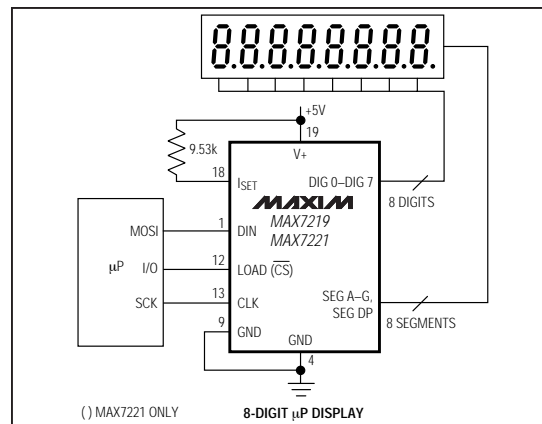 8.8.8.8.8.8.8.8.
+5V
19
9.53k
V+
18
ISET
DIG 0–DIG 7
MAXIM
MAX7219
MAX7221
8 DIGITS
MOSI
1
DIN
µP
I/O
12
LOAD (C̅S̅)
SCK
13
CLK
SEG A–G,
SEG DP
9
GND
8 SEGMENTS
GND
4
( ) MAX7221 ONLY
8-DIGIT µP DISPLAY